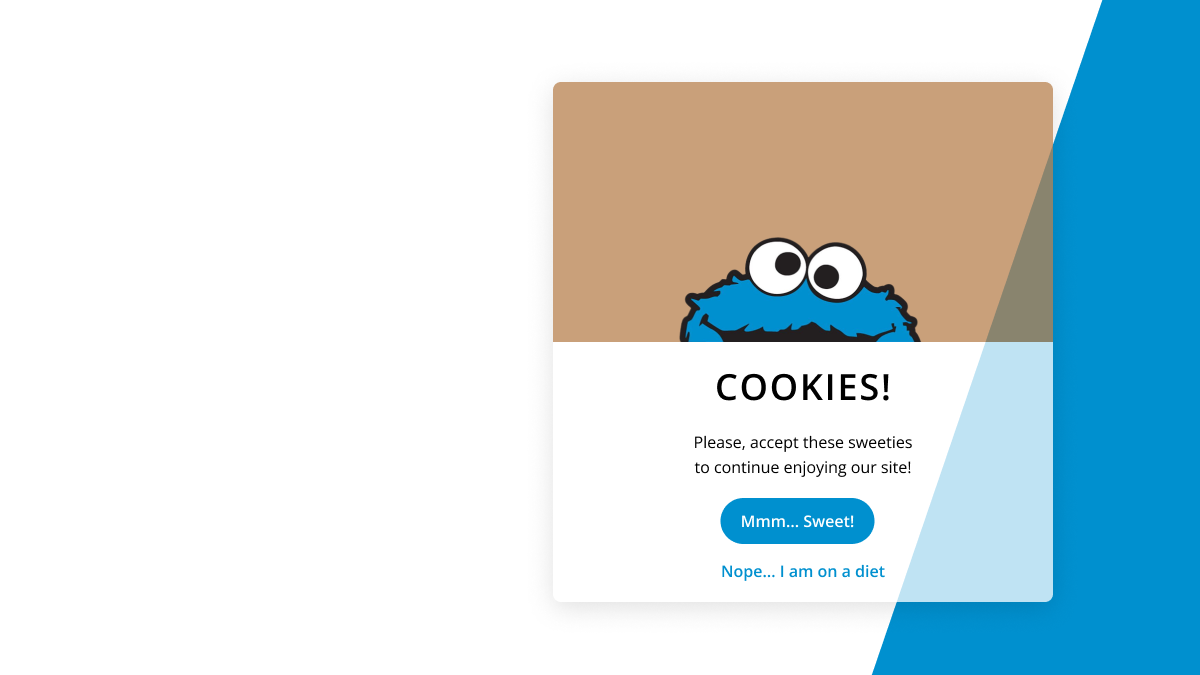 COOKIES!
Please, accept these sweeties
to continue enjoying our site!
Mmm... Sweet!
Nope... I am on a diet